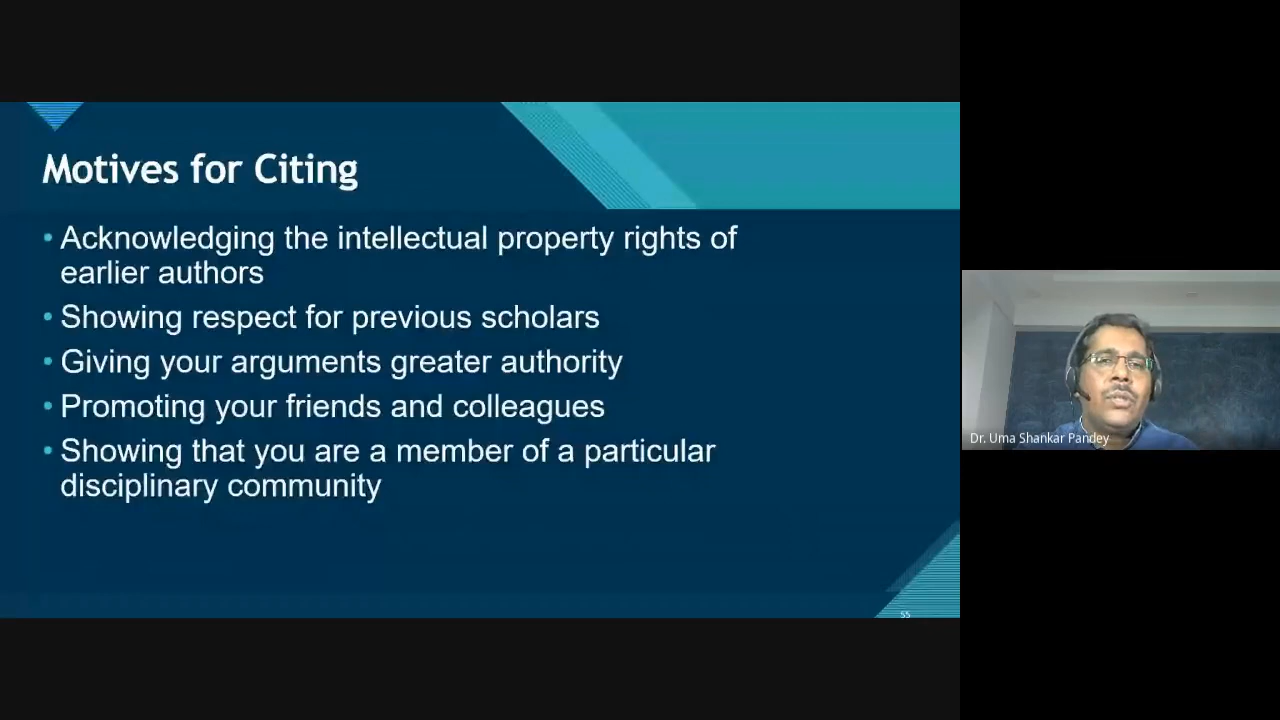 Motives for Citing
• Acknowledging the intellectual property rights of
earlier authors
• Showing respect for previous scholars
• Giving your arguments greater authority
• Promoting your friends and colleagues
• Showing that you are a member of a particular
disciplinary community
55
Dr. Uma Shankar Pandey